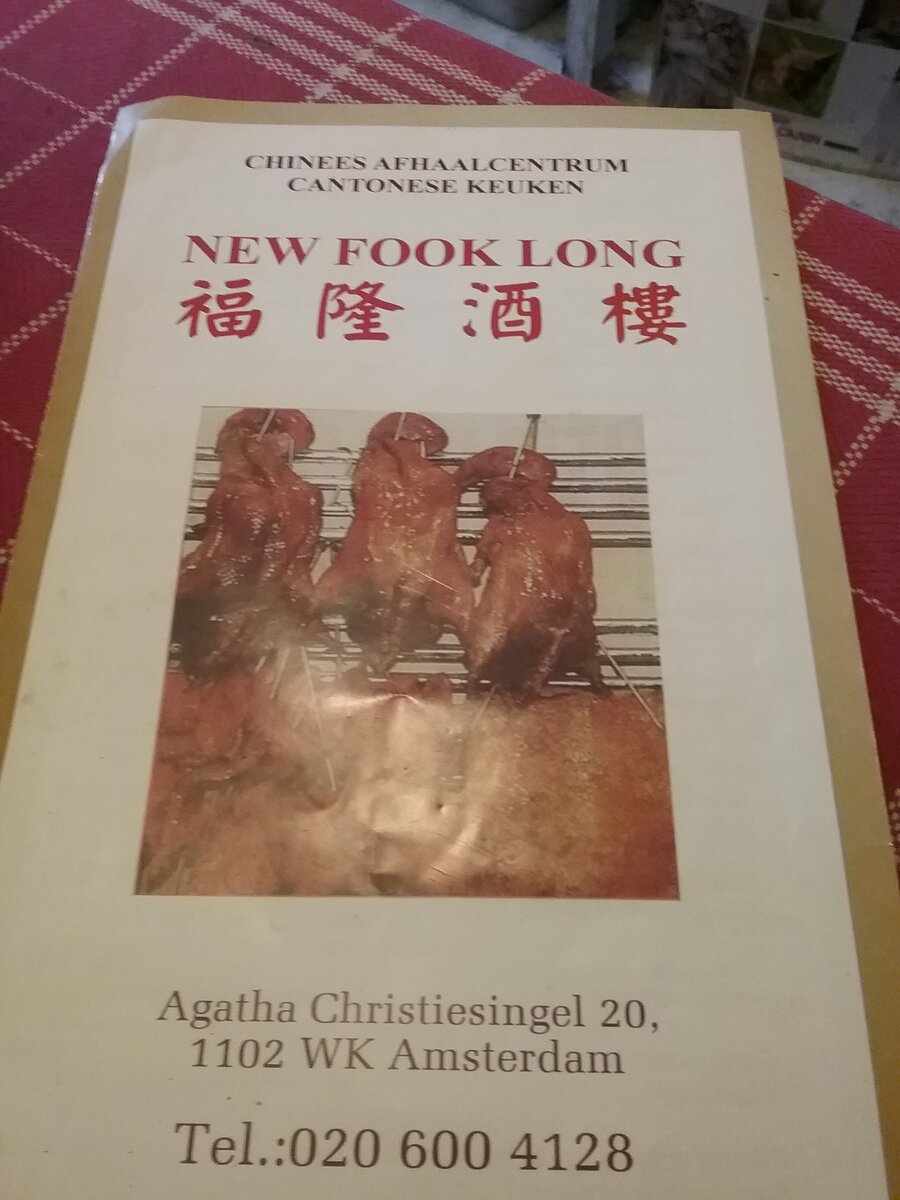 CHINEES AFHAALCENTRUM
CANTONESE KEUKEN
NEW FOOK LONG
福隆酒樓
Agatha Christiesingel 20,
1102 WK Amsterdam
Tel.:020 600 4128